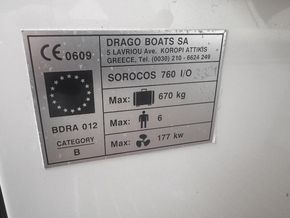 CE 0609
DRAGO BOATS SA
5 LAVRIOU Ave. KOROPI ATTIKIS
GREECE, Tel. (0030) 210 - 6624 249
SOROCOS 760 I/O
Max: 670 kg
BDRA 012
Max: 6
CATEGORY
B
Max: 177 kw